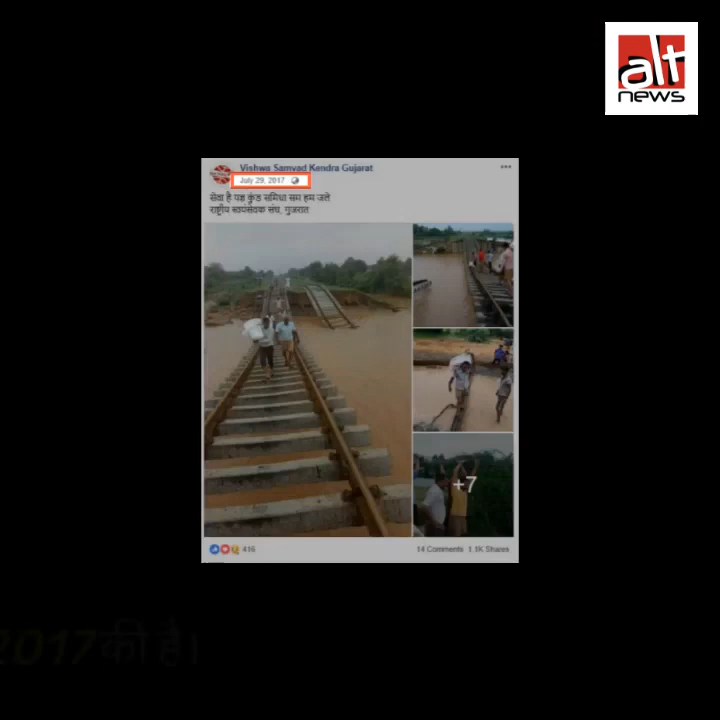 alt
news
Vishwa Samvad Kendra Gujarat
July 29, 2017
सेवा है यज्ञ कुंड समिधा सम हम जले
राष्ट्रीय स्वयंसेवक संघ, गुजरात
+7
416
14 Comments 1.1K Shares
2017 की है।